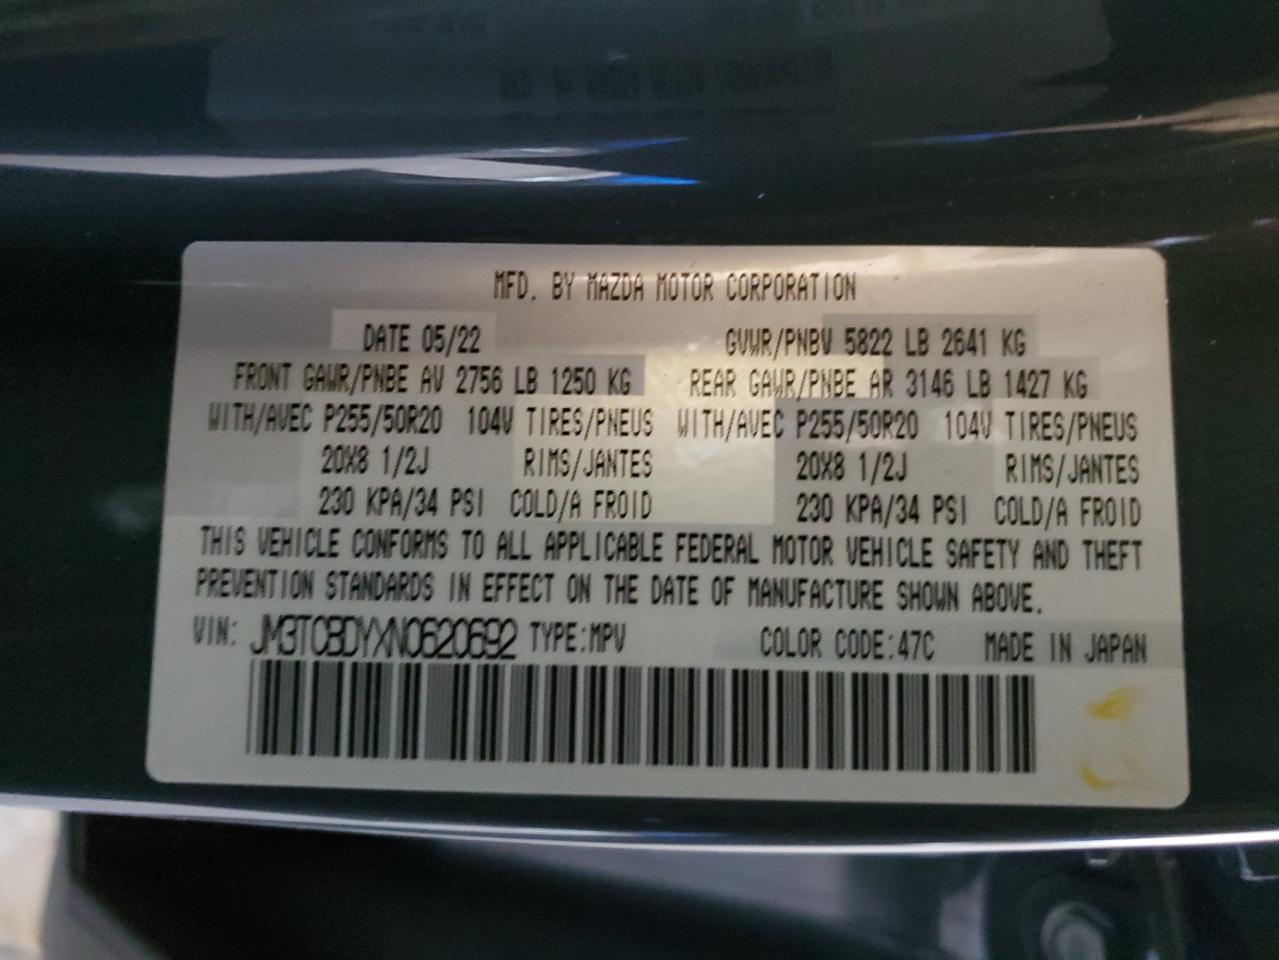 MFD. BY MAZDA MOTOR CORPORATION
DATE 05/22 GVWR/PNBV 5822 LB 2641 KG
FRONT GAWR/PNBE AV 2756 LB 1250 KG REAR GAWR/PNBE AR 3146 LB 1427 KG
WITH/AVEC P255/50R20 104V TIRES/PNEUS WITH/AVEC P255/50R20 104V TIRES/PNEUS
20X8 1/2J RIMS/JANTES 20X8 1/2J RIMS/JANTES
230 KPA/34 PSI COLD/A FROID 230 KPA/34 PSI COLD/A FROID
THIS VEHICLE CONFORMS TO ALL APPLICABLE FEDERAL MOTOR VEHICLE SAFETY AND THEFT
PREVENTION STANDARDS IN EFFECT ON THE DATE OF MANUFACTURE SHOWN ABOVE.
VIN: JM3TCBDYXN0620692 TYPE:MPV COLOR CODE:47C MADE IN JAPAN